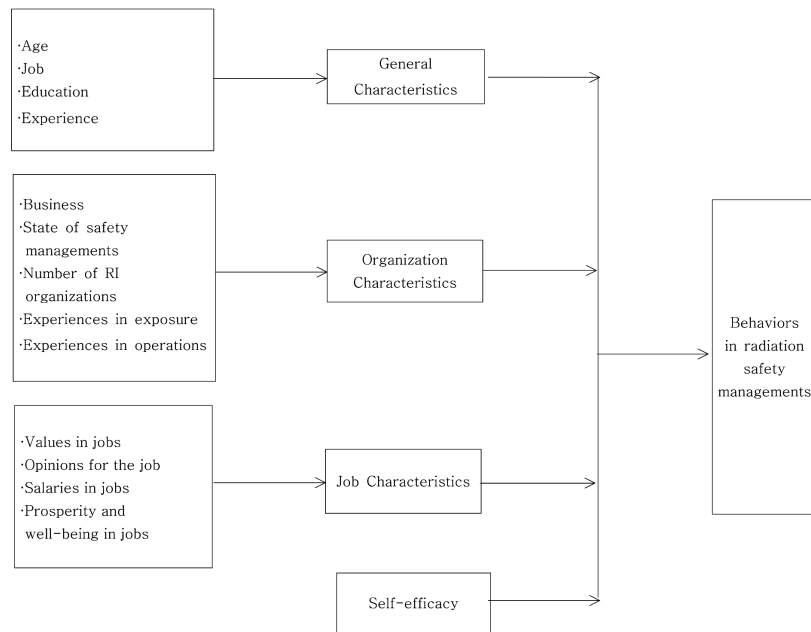 ·Age
·Job
·Education
·Experience
General
Characteristics
·Business
·State of safety
managements
·Number of RI
organizations
·Experiences in exposure
·Experiences in operations
Organization
Characteristics
·Values in jobs
·Opinions for the job
·Salaries in jobs
·Prosperity and
well-being in jobs
Job Characteristics
Self-efficacy
Behaviors
in radiation
safety
managements